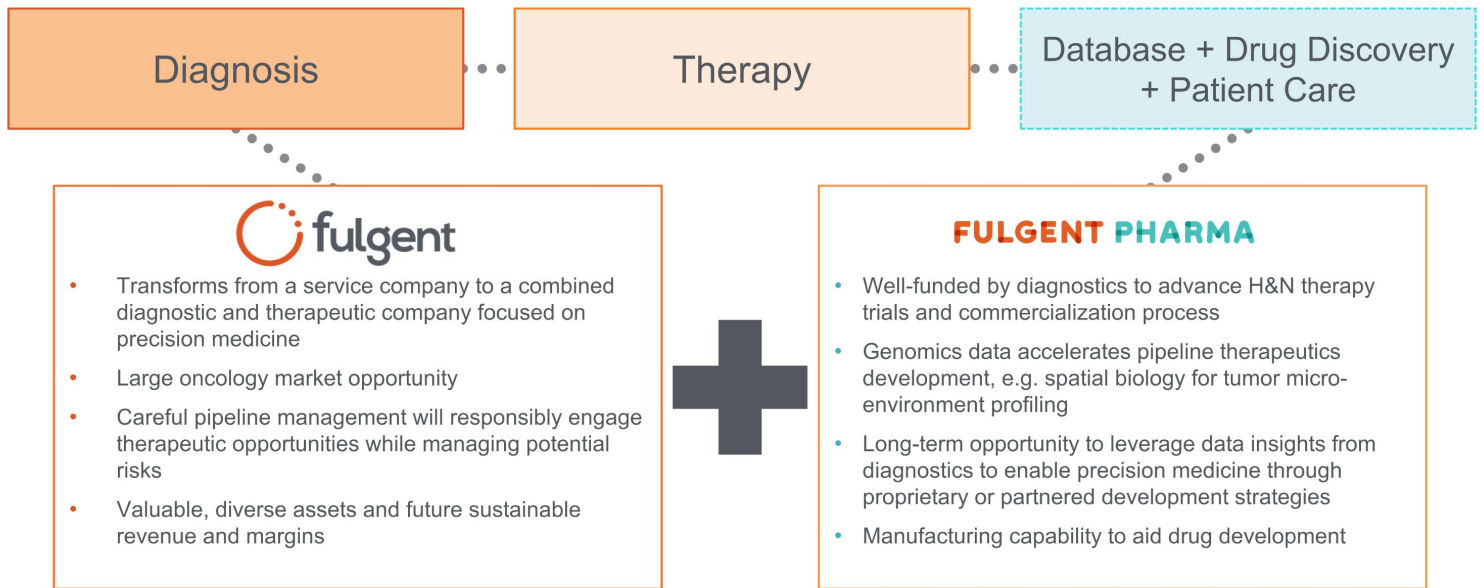 Diagnosis
Therapy
Database + Drug Discovery
+ Patient Care
fulgent
• Transforms from a service company to a combined
diagnostic and therapeutic company focused on
precision medicine
• Large oncology market opportunity
• Careful pipeline management will responsibly engage
therapeutic opportunities while managing potential
risks
• Valuable, diverse assets and future sustainable
revenue and margins
FULGENT PHARMA
• Well-funded by diagnostics to advance H&N therapy
trials and commercialization process
• Genomics data accelerates pipeline therapeutics
development, e.g. spatial biology for tumor micro-
environment profiling
• Long-term opportunity to leverage data insights from
diagnostics to enable precision medicine through
proprietary or partnered development strategies
• Manufacturing capability to aid drug development